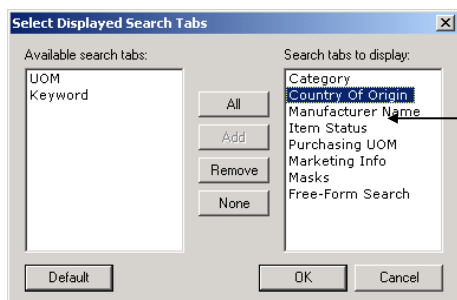 Select Displayed Search Tabs
Available search tabs:
Search tabs to display:
UOM
Keyword
All
Add
Remove
None
Category
Country Of Origin
Manufacturer Name
Item Status
Purchasing UOM
Marketing Info
Masks
Free-Form Search
Default
OK
Cancel